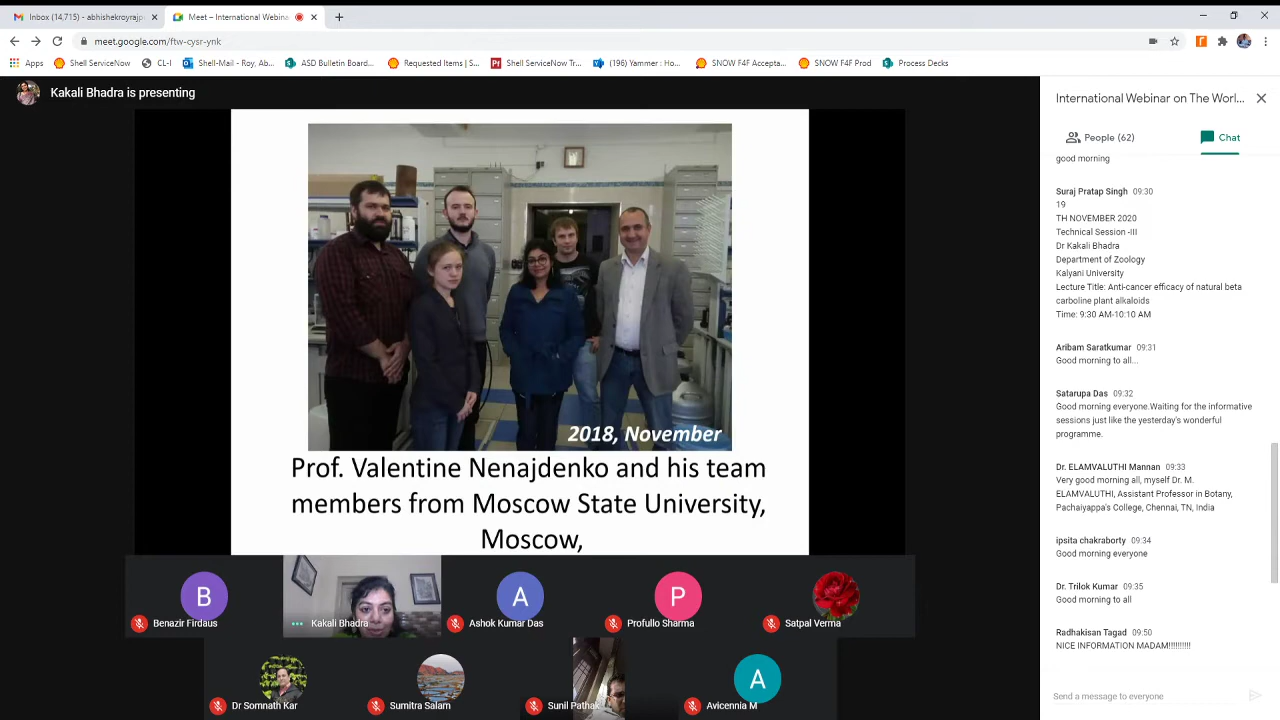 Inbox (14,715) - abhishekroyrajp
Meet – International Webina
meet.google.com/ftw-cysr-ynk
Apps
Shell ServiceNow
CL-I
Shell-Mail - Roy, Ab...
ASD Bulletin Board...
Requested Items | S...
Shell ServiceNow Tr...
(196) Yammer : Ho...
SNOW F4F Accepta...
SNOW F4F Prod
Process Decks
Kakali Bhadra is presenting
2018, November
Prof. Valentine Nenajdenko and his team
members from Moscow State University,
Moscow,
B
Benazir Firdaus
Kakali Bhadra
A
Ashok Kumar Das
P
Profullo Sharma
Satpal Verma
Dr Somnath Kar
Sumitra Salam
Sunil Pathak
A
Avicennia M
International Webinar on The Worl...
People (62)
Chat
good morning
Suraj Pratap Singh 09:30
19
TH NOVEMBER 2020
Technical Session -III
Dr Kakali Bhadra
Department of Zoology
Kalyani University
Lecture Title: Anti-cancer efficacy of natural beta
carboline plant alkaloids
Time: 9:30 AM-10:10 AM
Aribam Saratkumar 09:31
Good morning to all...
Satarupa Das 09:32
Good morning everyone.Waiting for the informative
sessions just like the yesterday's wonderful
programme.
Dr. ELAMVALUTHI Mannan 09:33
Very good morning all, myself Dr. M.
ELAMVALUTHI, Assistant Professor in Botany,
Pachaiyappa's College, Chennai, TN, India
ipsita chakraborty 09:34
Good morning everyone
Dr. Trilok Kumar 09:35
Good morning to all
Radhakisan Tagad 09:50
NICE INFORMATION MADAM!!!!!!!!!!
Send a message to everyone